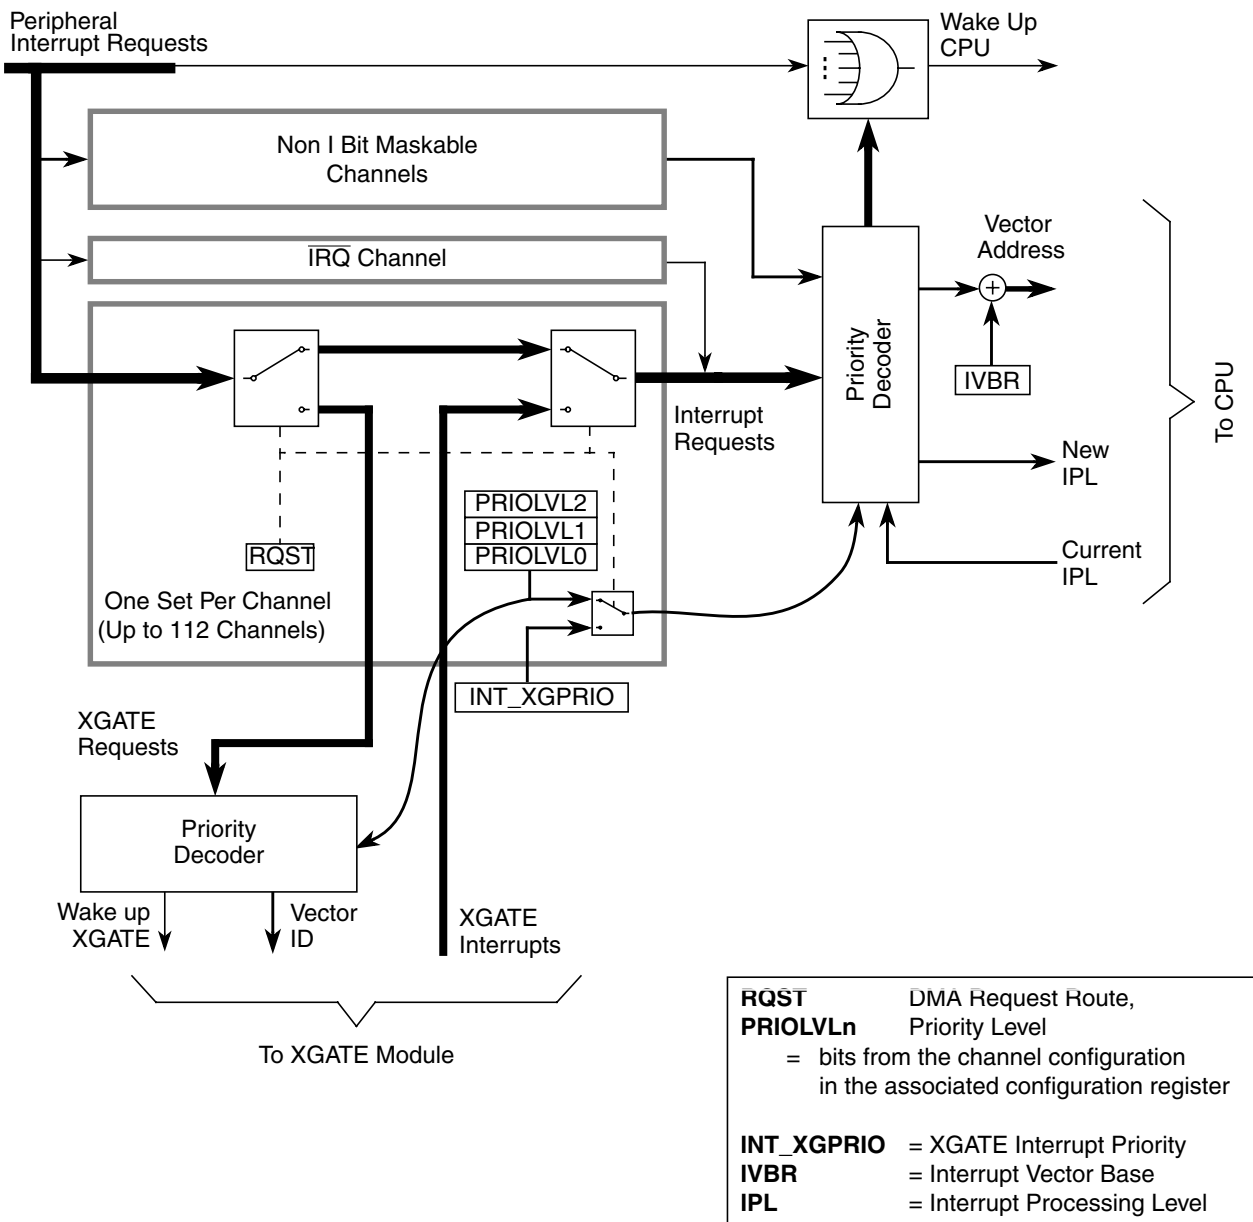 Peripheral
Interrupt Requests
Wake Up
CPU
Non I Bit Maskable
Channels
IRQ Channel
Vector
Address
Priority
Decoder
IVBR
To CPU
Interrupt
Requests
New
IPL
PRIOLVL2
PRIOLVL1
PRIOLVL0
RQST
Current
IPL
One Set Per Channel
(Up to 112 Channels)
INT_XGPRIO
XGATE
Requests
Priority
Decoder
Wake up
XGATE
Vector
ID
XGATE
Interrupts
To XGATE Module
RQST DMA Request Route,
PRIOLVLn Priority Level
= bits from the channel configuration
in the associated configuration register
INT_XGPRIO = XGATE Interrupt Priority
IVBR = Interrupt Vector Base
IPL = Interrupt Processing Level